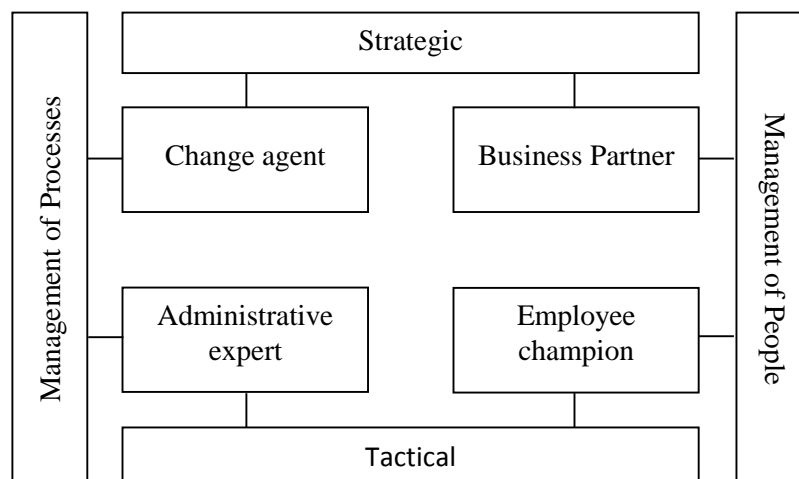 Strategic
Management of Processes
Change agent
Business Partner
Management of People
Administrative
expert
Employee
champion
Tactical